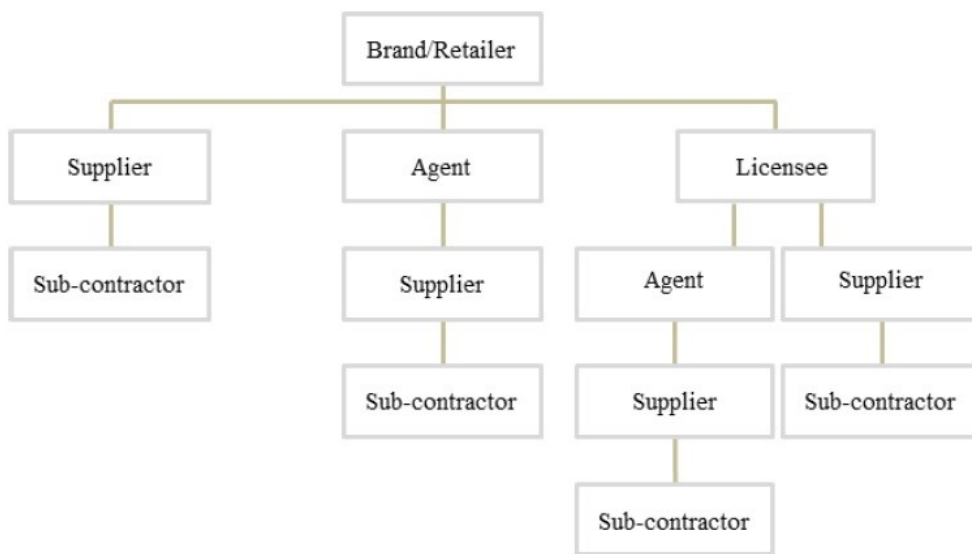 Brand/Retailer
Supplier
Agent
Licensee
Sub-contractor
Supplier
Agent
Supplier
Sub-contractor
Supplier
Sub-contractor
Sub-contractor